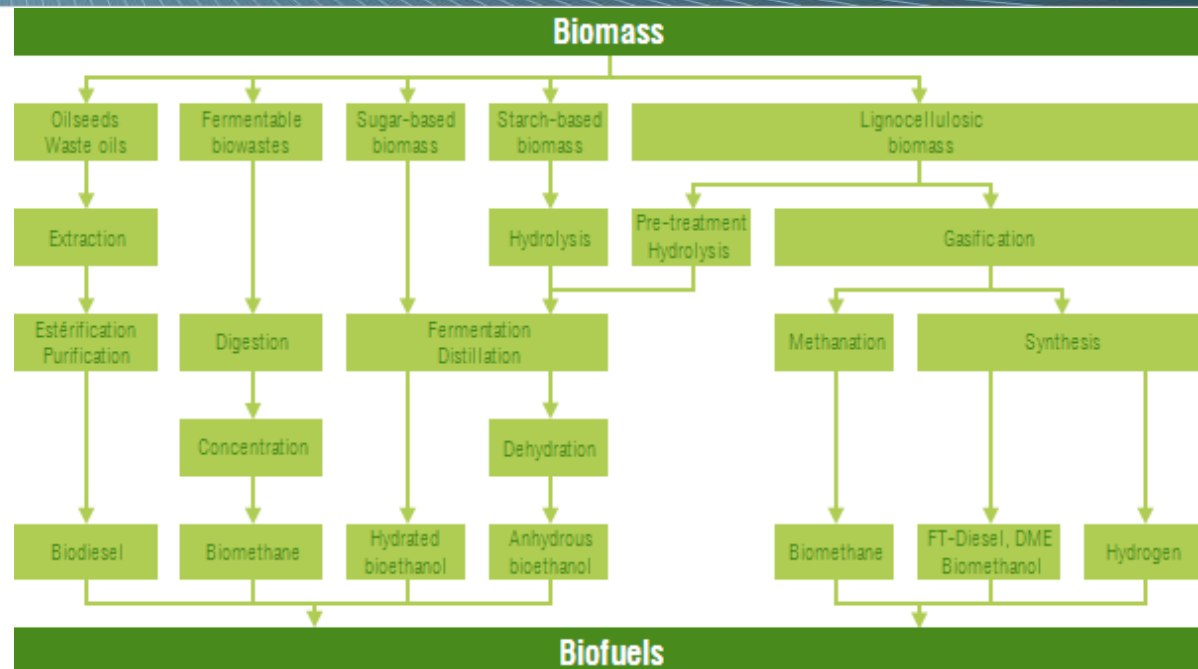 Biomass
Oilseeds
Waste oils
Fermentable
biowastes
Sugar-based
biomass
Starch-based
biomass
Lignocellulosic
biomass
Extraction
Hydrolysis
Pre-treatment
Hydrolysis
Gasification
Estérification
Purification
Digestion
Fermentation
Distillation
Methanation
Synthesis
Concentration
Dehydration
Biodiesel
Biomethane
Hydrated
bioethanol
Anhydrous
bioethanol
Biomethane
FT-Diesel, DME
Biomethanol
Hydrogen
Biofuels